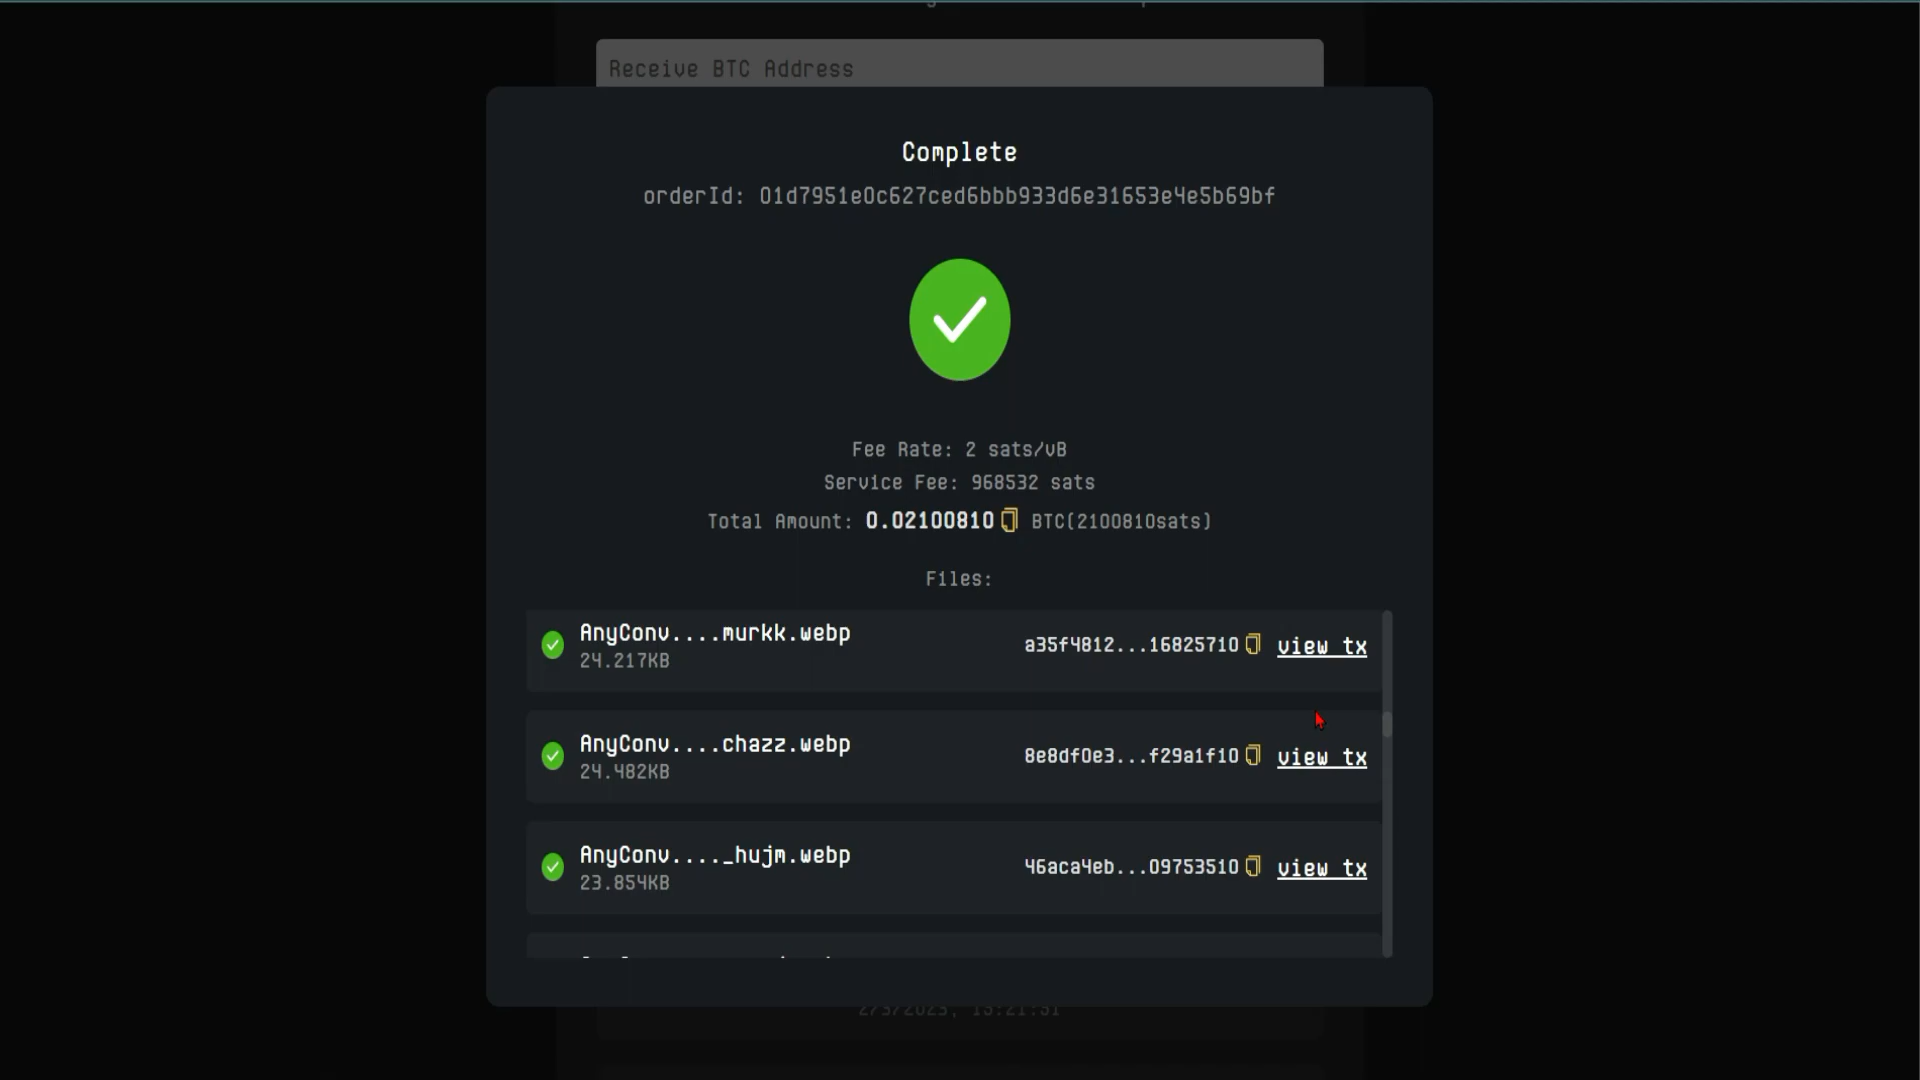 Receive BTC Address
Complete
orderId: 01d7951e0c627ced6bbb933d6e31653e4e5b69bf
Fee Rate: 2 sats/vB
Service Fee: 968532 sats
Total Amount: 0.02100810 BTC(2100810sats)
Files:
AnyConv....murkk.webp
24.217KB
a35f4812...16825710 view tx
AnyConv....chazz.webp
24.482KB
8e8df0e3...f29a1f10 view tx
AnyConv...._hujm.webp
23.854KB
46aca4eb...09753510 view tx